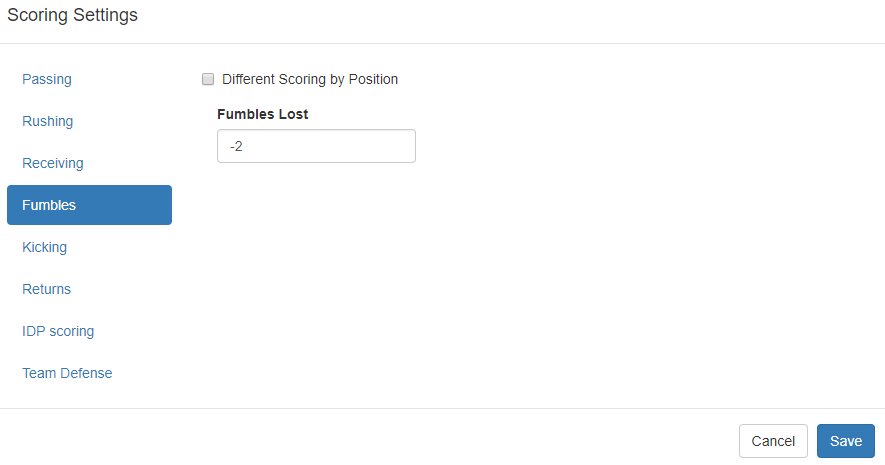 Scoring Settings
Passing
Rushing
Receiving
Fumbles
Kicking
Returns
IDP scoring
Team Defense
Different Scoring by Position
Fumbles Lost
-2
Cancel
Save